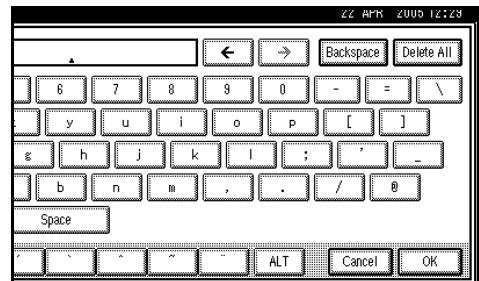 22 APR 2005 12:29
← → Backspace Delete All
6 7 8 9 0 - = \
y u i o p [ ]
g h j k l ; ' _
b n m , . / @
Space
´ ` ^ ~ ¨ ALT Cancel OK